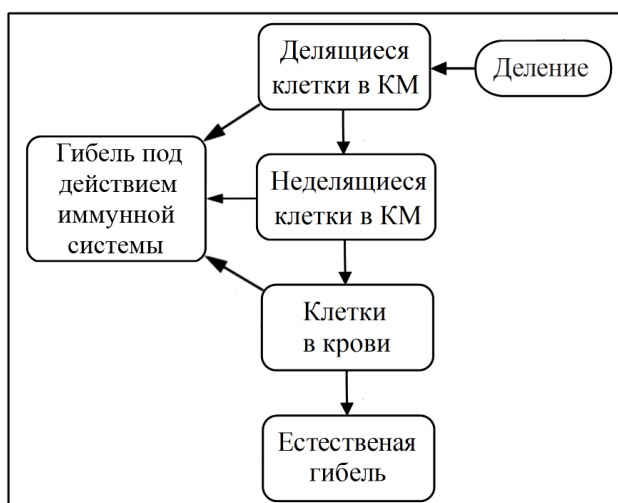 Делящиеся
клетки в КМ
Деление
Гибель под
действием
иммунной
системы
Неделящиеся
клетки в КМ
Клетки
в крови
Естественая
гибель